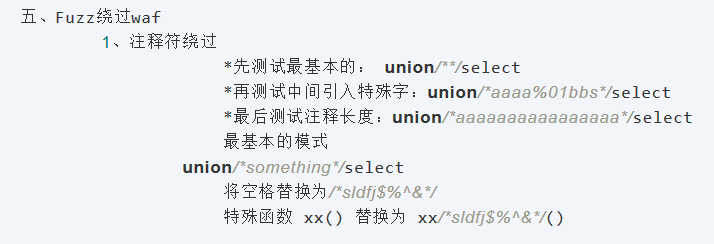 五、Fuzz绕过waf
1、注释符绕过
*先测试最基本的： union/**/select
*再测试中间引入特殊字：union/*aaaa%01bbs*/select
*最后测试注释长度：union/*aaaaaaaaaaaaaaaa*/select
最基本的模式
union/*something*/select
将空格替换为/*sldfj$%^&*/
特殊函数 xx() 替换为 xx/*sldfj$%^&*/()